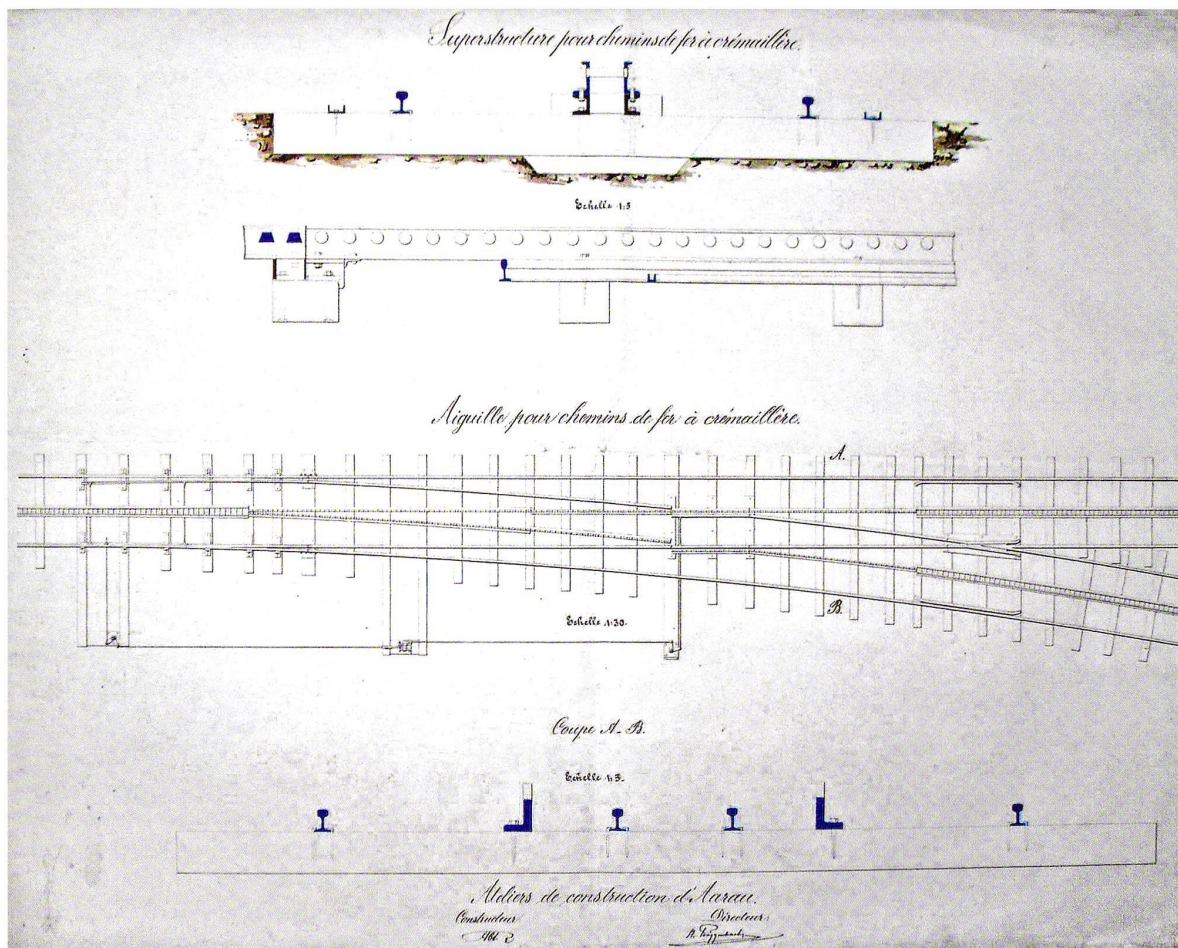 Superstructure pour chemins de fer à crémaillère.
Echelle 1:5
Aiguille pour chemins de fer à crémaillère.
A.
B.
Echelle 1:30.
Coupe A-B.
Echelle 1:5.
Ateliers de construction d'Aarau.
Constructeur Directeur: